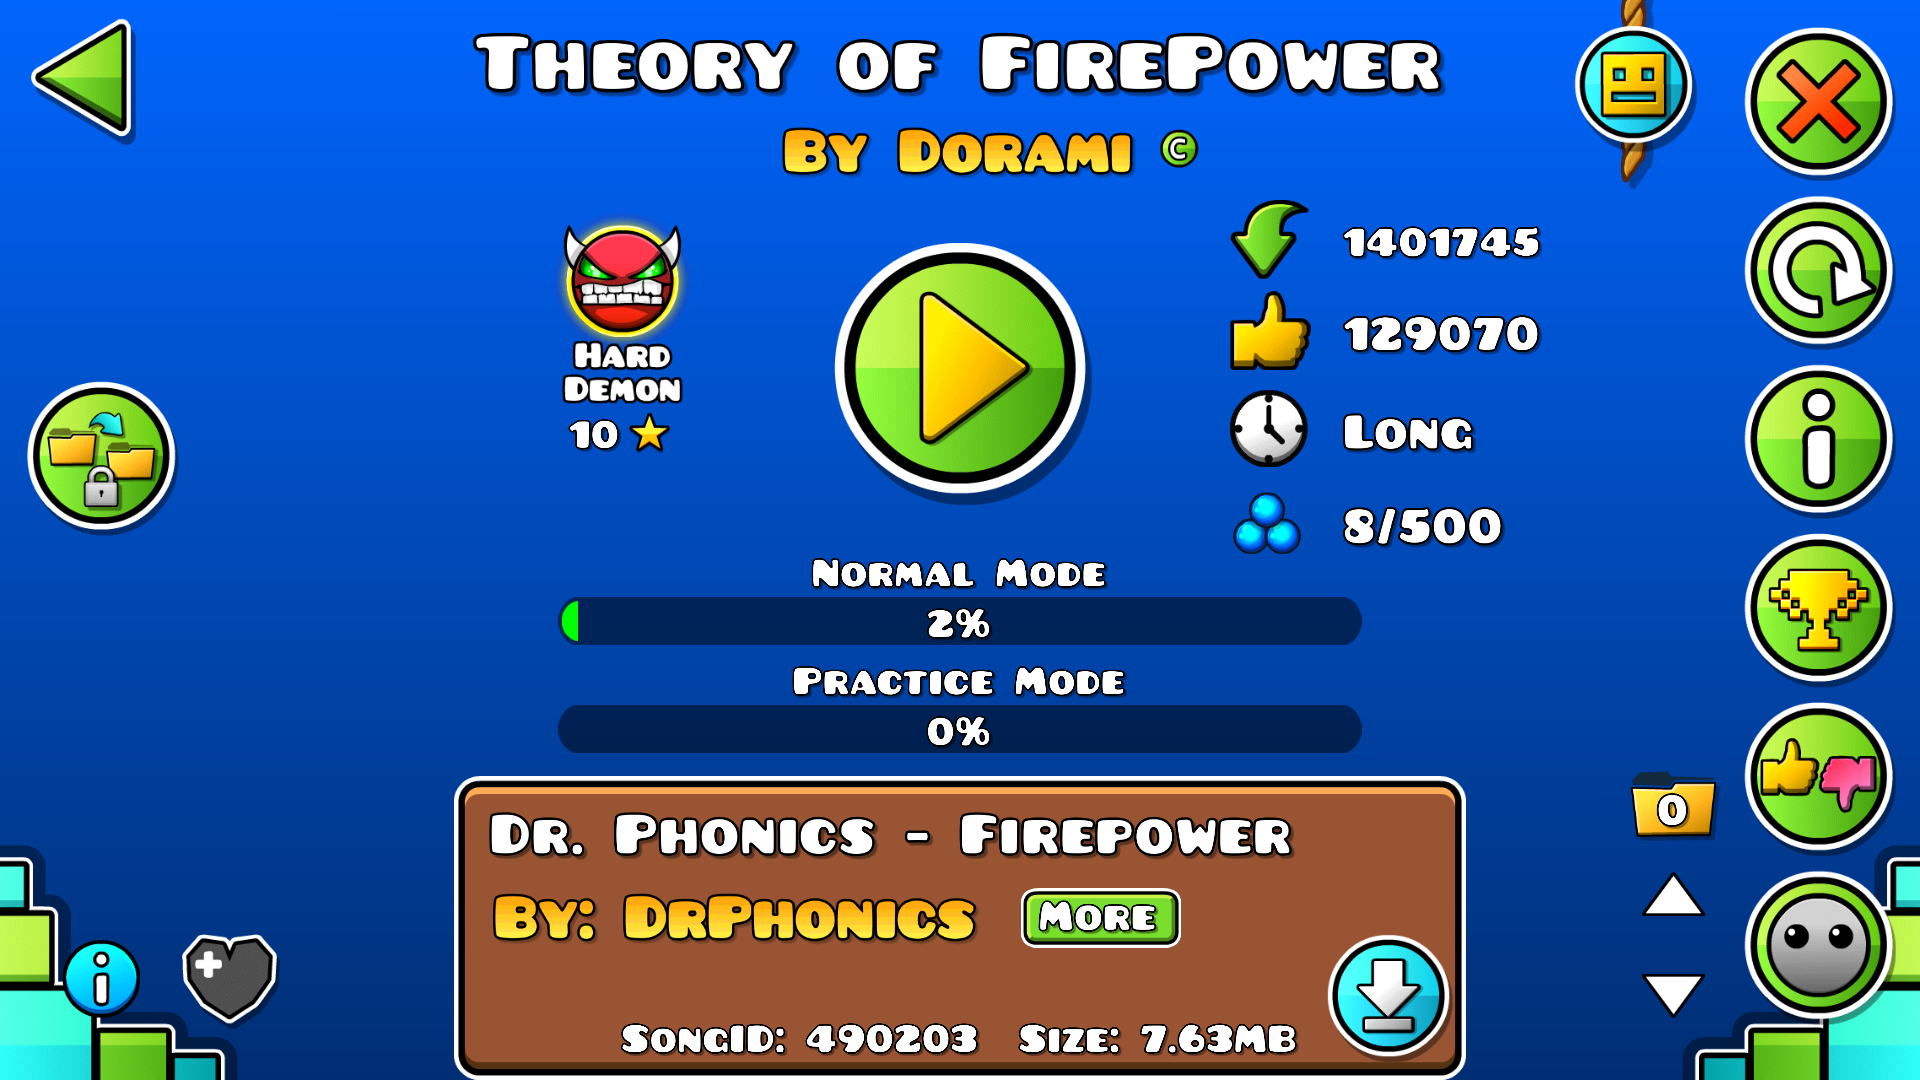 Theory of FirePower
By Dorami ©
Hard
Demon
10
1401745
129070
Long
8/500
Normal Mode
2%
Practice Mode
0%
Dr. Phonics - Firepower
By: DrPhonics
More
SongID: 490203 Size: 7.63MB
0